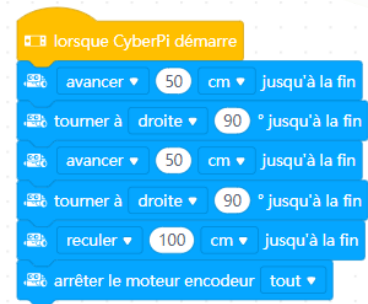 lorsque CyberPi démarre
avancer 50 cm jusqu'à la fin
tourner à droite 90 ° jusqu'à la fin
avancer 50 cm jusqu'à la fin
tourner à droite 90 ° jusqu'à la fin
reculer 100 cm jusqu'à la fin
arrêter le moteur encodeur tout